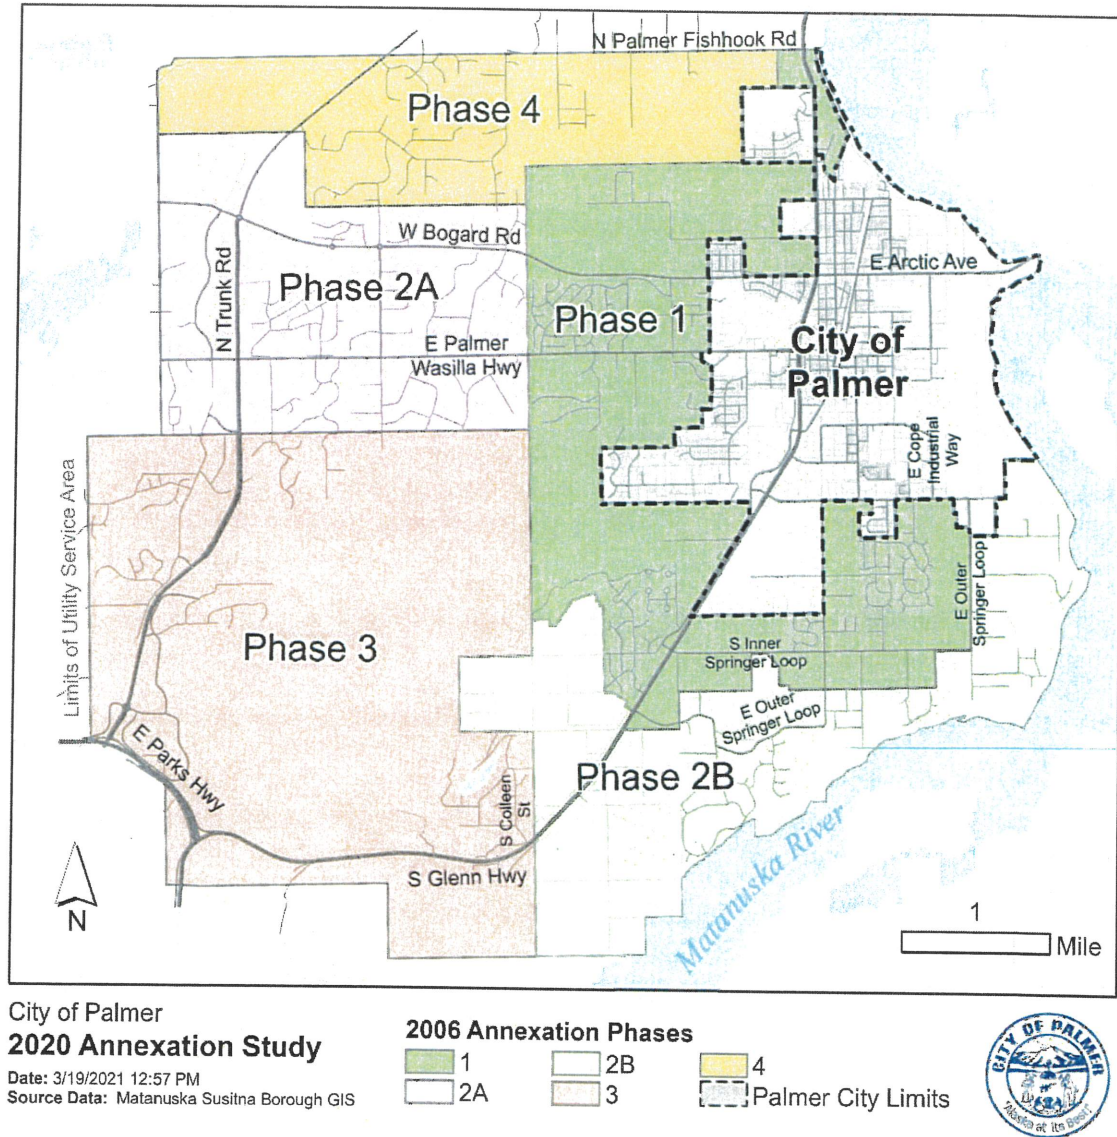 N Palmer Fishhook Rd
Phase 4
W Bogard Rd
E Arctic Ave
N Trunk Rd
Phase 2A
Phase 1
E Palmer
Wasilla Hwy
City of
Palmer
E Cope
Industrial
Way
Limits of Utility Service Area
E Outer
Springer Loop
Phase 3
S Inner
Springer Loop
E Outer
Springer Loop
E Parks Hwy
Phase 2B
S Colleen
St
S Glenn Hwy
Matanuska River
N
1
Mile
City of Palmer
2020 Annexation Study
Date: 3/19/2021 12:57 PM
Source Data: Matanuska Susitna Borough GIS
2006 Annexation Phases
1
2B
4
2A
3
Palmer City Limits
CITY OF PALMER
"Alaska at Its Best"